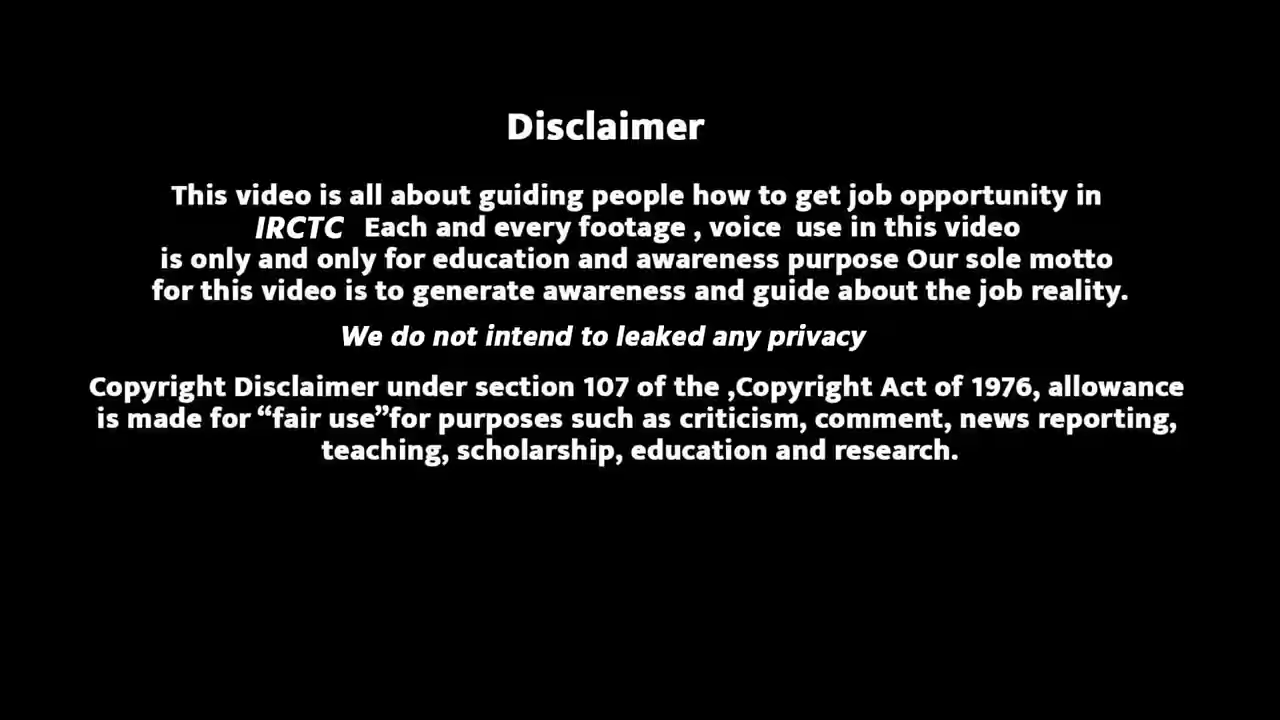 Disclaimer
This video is all about guiding people how to get job opportunity in
IRCTC Each and every footage , voice use in this video
is only and only for education and awareness purpose Our sole motto
for this video is to generate awareness and guide about the job reality.
We do not intend to leaked any privacy
Copyright Disclaimer under section 107 of the ,Copyright Act of 1976, allowance
is made for “fair use”for purposes such as criticism, comment, news reporting,
teaching, scholarship, education and research.